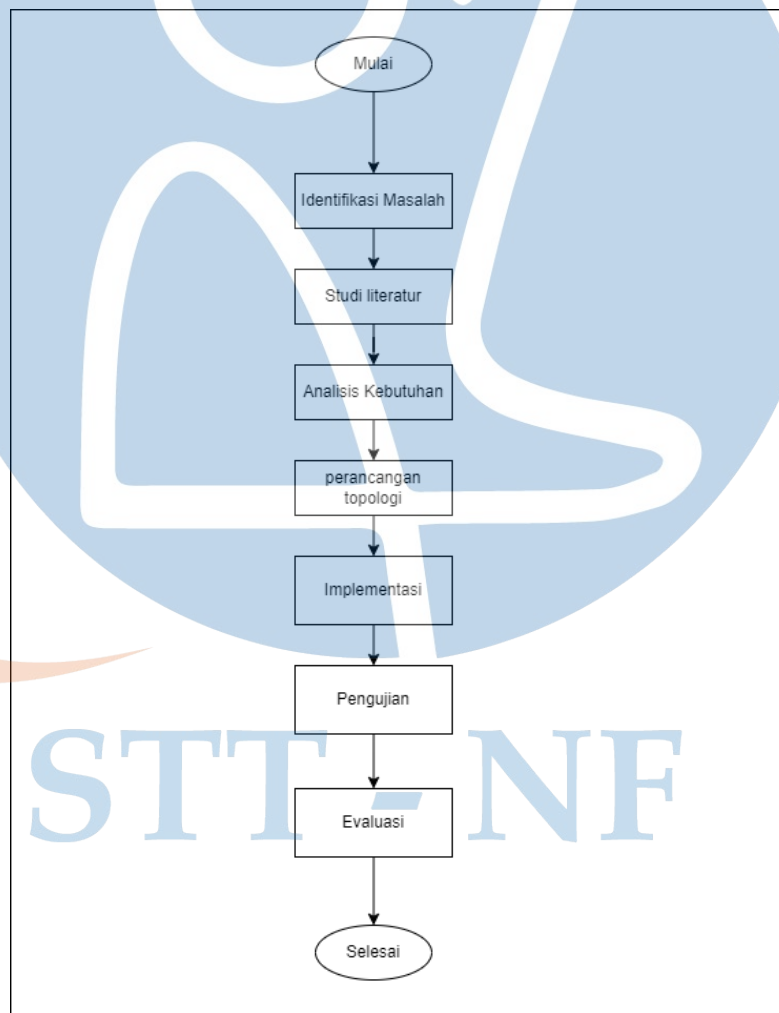 Mulai
Identifikasi Masalah
Studi literatur
Analisis Kebutuhan
perancangan
topologi
Implementasi
Pengujian
STT - NF
Evaluasi
Selesai